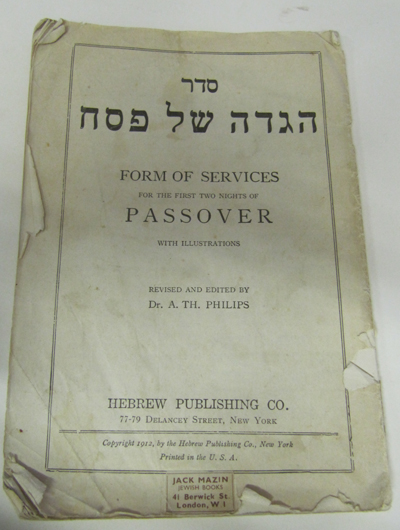 סדר
הגדה של פסח
FORM OF SERVICES
FOR THE FIRST TWO NIGHTS OF
PASSOVER
WITH ILLUSTRATIONS
REVISED AND EDITED BY
Dr. A. TH. PHILIPS
HEBREW PUBLISHING CO.
77-79 DELANCEY STREET, NEW YORK
Copyright 1912, by the Hebrew Publishing Co., New York
Printed in the U. S. A.
JACK MAZIN
JEWISH BOOKS
41 Berwick St.
London, W1